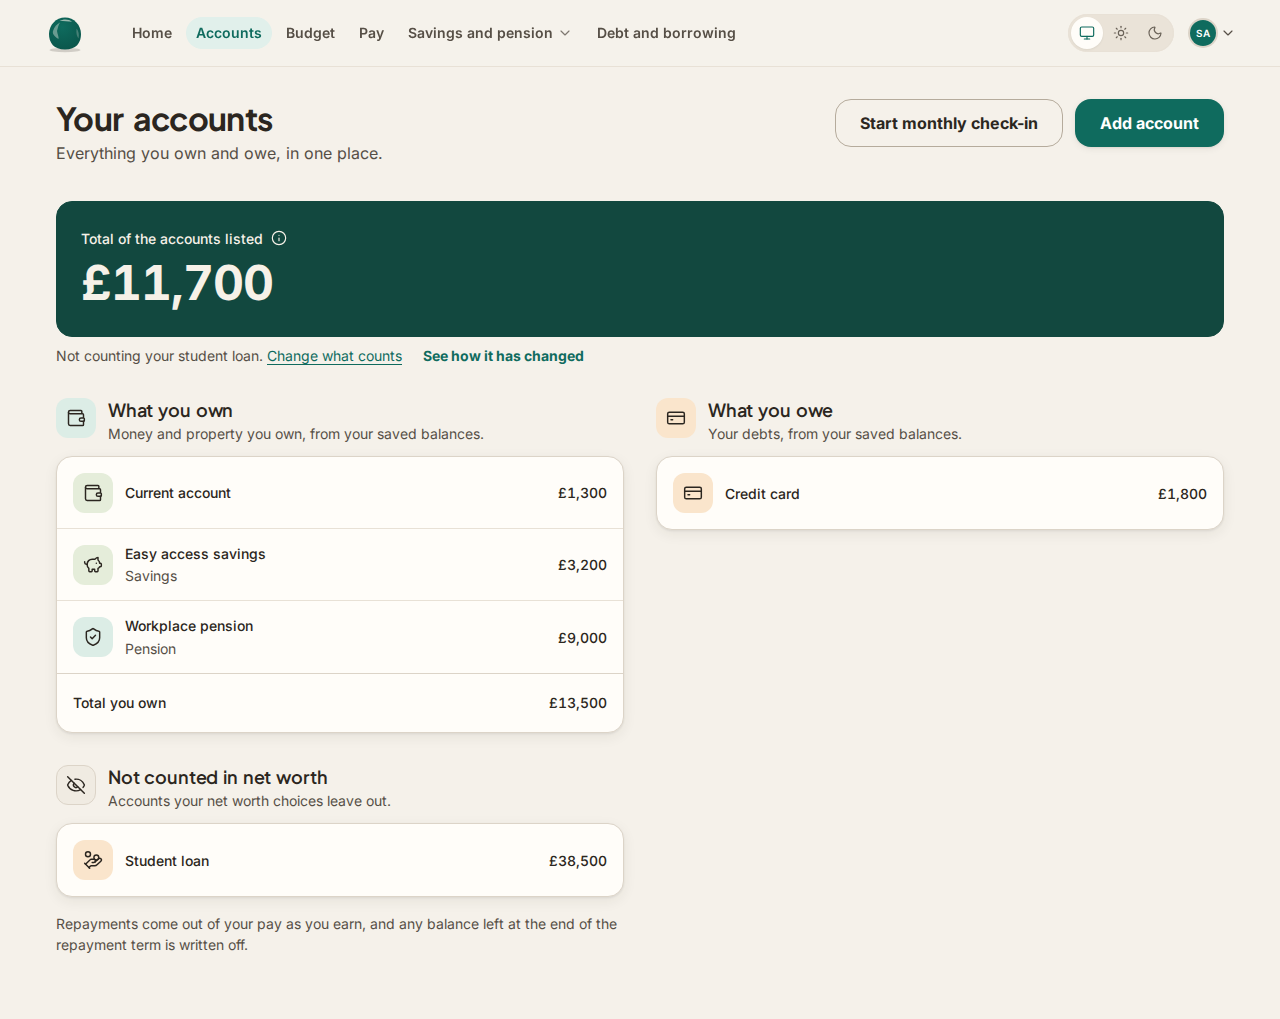 Home
Accounts
Budget
Pay
Savings and pension
Debt and borrowing
SA
Your accounts
Everything you own and owe, in one place.
Start monthly check-in
Add account
Total of the accounts listed
£11,700
Not counting your student loan. Change what counts
See how it has changed
What you own
Money and property you own, from your saved balances.
Current account
£1,300
Easy access savings
Savings
£3,200
Workplace pension
Pension
£9,000
Total you own
£13,500
What you owe
Your debts, from your saved balances.
Credit card
£1,800
Not counted in net worth
Accounts your net worth choices leave out.
Student loan
£38,500
Repayments come out of your pay as you earn, and any balance left at the end of the
repayment term is written off.